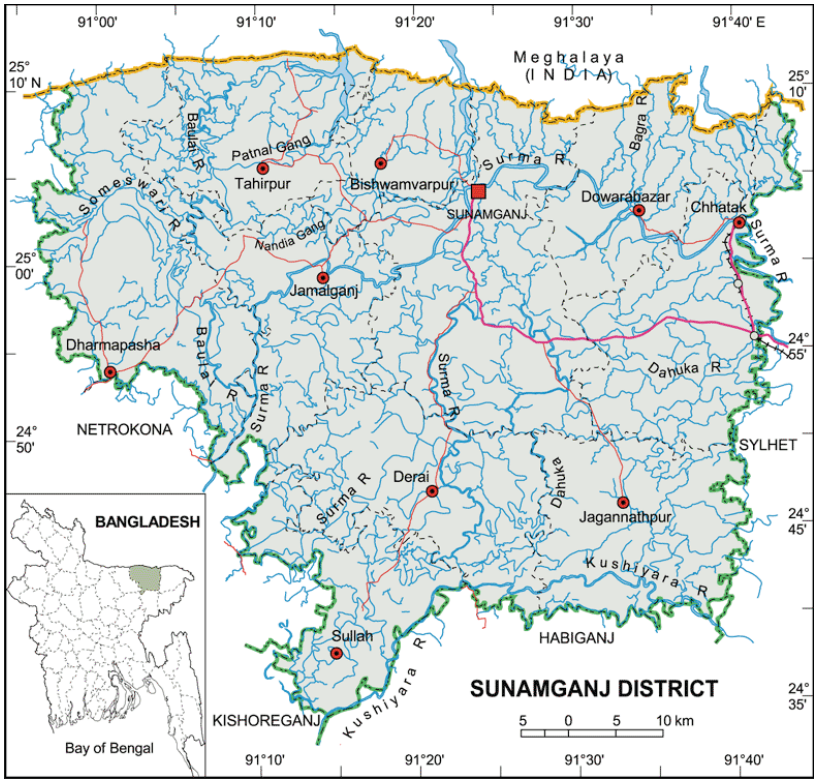 91°00'
91°10'
91°20'
91°30'
91°40' E
25°
10' N
25°
10'
Meghalaya
(I N D I A)
Baulai R
Patnai Gang
Tahirpur
Bishwamvarpur
Surma R
Bagra R
SUNAMGANJ
Dowarabazar
Chhatak
Surma R
Someswari R
Nandia Gang
25°
00'
Jamalganj
Dharmapasha
Baulai R
Surma R
Surma R
24°
55'
Dahuka R
NETROKONA
24°
50'
SYLHET
Derai
Surma R
Dahuka
Jagannathpur
24°
45'
BANGLADESH
Kushiyara R
Sullah
HABIGANJ
Kushiyara R
KISHOREGANJ
SUNAMGANJ DISTRICT
24°
35'
5 0 5 10 km
Bay of Bengal
91°10'
91°20'
91°30'
91°40'